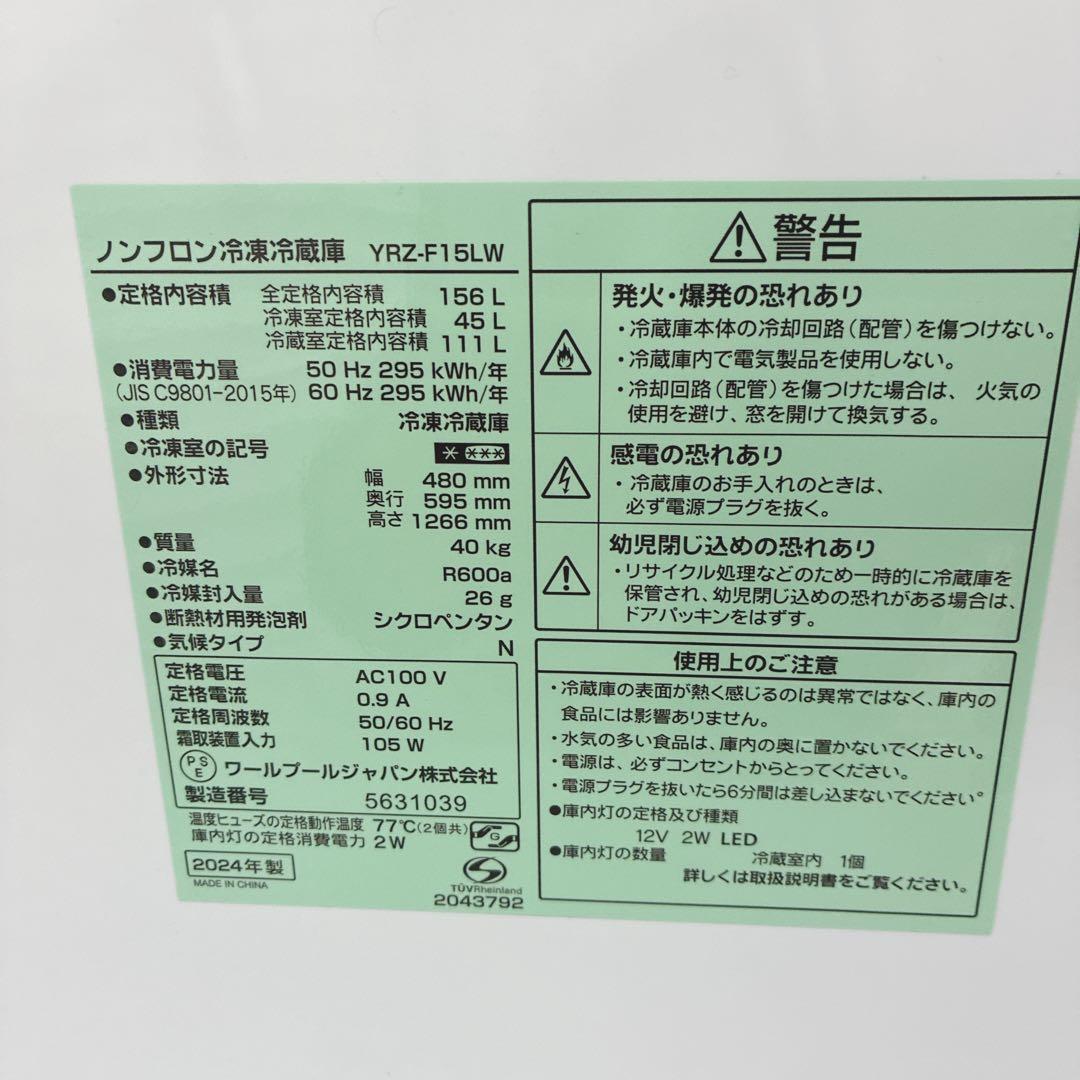 ノンフロン冷凍冷蔵庫 YRZ-F15LW
●定格内容積 全定格内容積 156 L
冷凍室定格内容積 45 L
冷蔵室定格内容積 111 L
●消費電力量 50 Hz 295 kWh/年
(JIS C9801-2015年) 60 Hz 295 kWh/年
●種類 冷凍冷蔵庫
●冷凍室の記号 * ***
●外形寸法 幅 480 mm
奥行 595 mm
高さ 1266 mm
●質量 40 kg
●冷媒名 R600a
●冷媒封入量 26 g
●断熱材用発泡剤 シクロペンタン
●気候タイプ N
定格電圧 AC100 V
定格電流 0.9 A
定格周波数 50/60 Hz
霜取装置入力 105 W
PSE ワールプールジャパン株式会社
製造番号 5631039
温度ヒューズの定格動作温度 77℃(2個共)
庫内灯の定格消費電力 2W
G
2024年製
MADE IN CHINA
TÜVRheinland
2043792
警告
発火・爆発の恐れあり
・冷蔵庫本体の冷却回路(配管)を傷つけない。
・冷蔵庫内で電気製品を使用しない。
・冷却回路(配管)を傷つけた場合は、 火気の
使用を避け、窓を開けて換気する。
感電の恐れあり
・冷蔵庫のお手入れのときは、
必ず電源プラグを抜く。
幼児閉じ込めの恐れあり
・リサイクル処理などのため一時的に冷蔵庫を
保管され、幼児閉じ込めの恐れがある場合は、
ドアパッキンをはずす。
使用上のご注意
・冷蔵庫の表面が熱く感じるのは異常ではなく、庫内の
食品には影響ありません。
・水気の多い食品は、庫内の奥に置かないでください。
・電源は、必ずコンセントからとってください。
・電源プラグを抜いたら6分間は差し込まないでください。
●庫内灯の定格及び種類
12V 2W LED
●庫内灯の数量 冷蔵室内 1個
詳しくは取扱説明書をご覧ください。